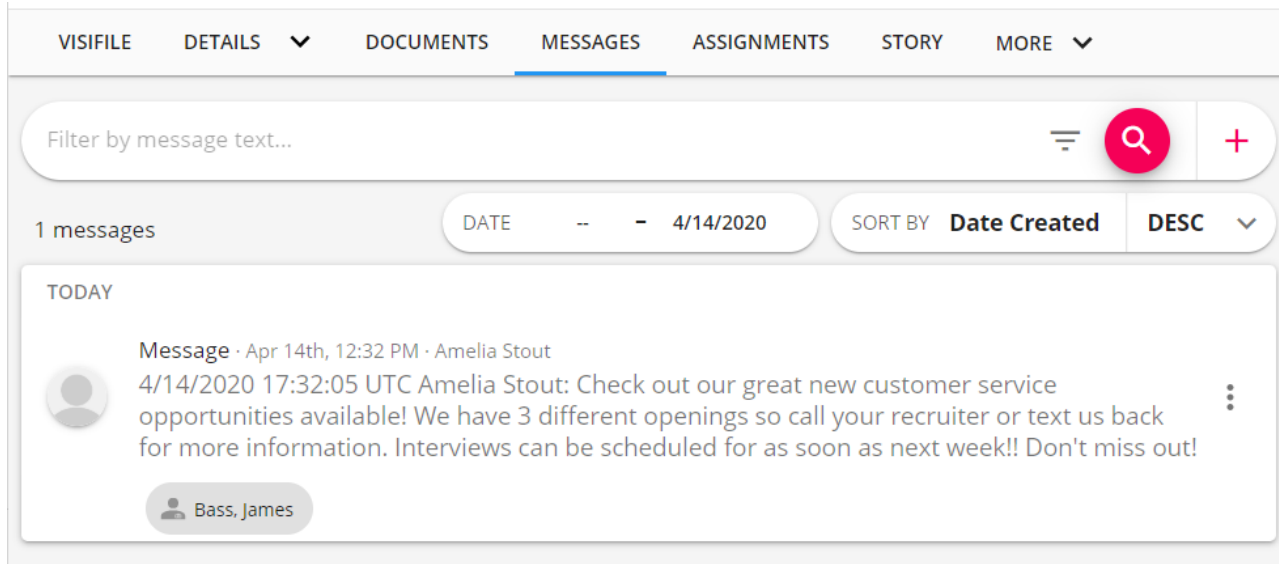 VISIFILE DETAILS DOCUMENTS MESSAGES ASSIGNMENTS STORY MORE
Filter by message text...
1 messages DATE -- – 4/14/2020 SORT BY Date Created DESC
TODAY
Message · Apr 14th, 12:32 PM · Amelia Stout
4/14/2020 17:32:05 UTC Amelia Stout: Check out our great new customer service
opportunities available! We have 3 different openings so call your recruiter or text us back
for more information. Interviews can be scheduled for as soon as next week!! Don't miss out!
Bass, James